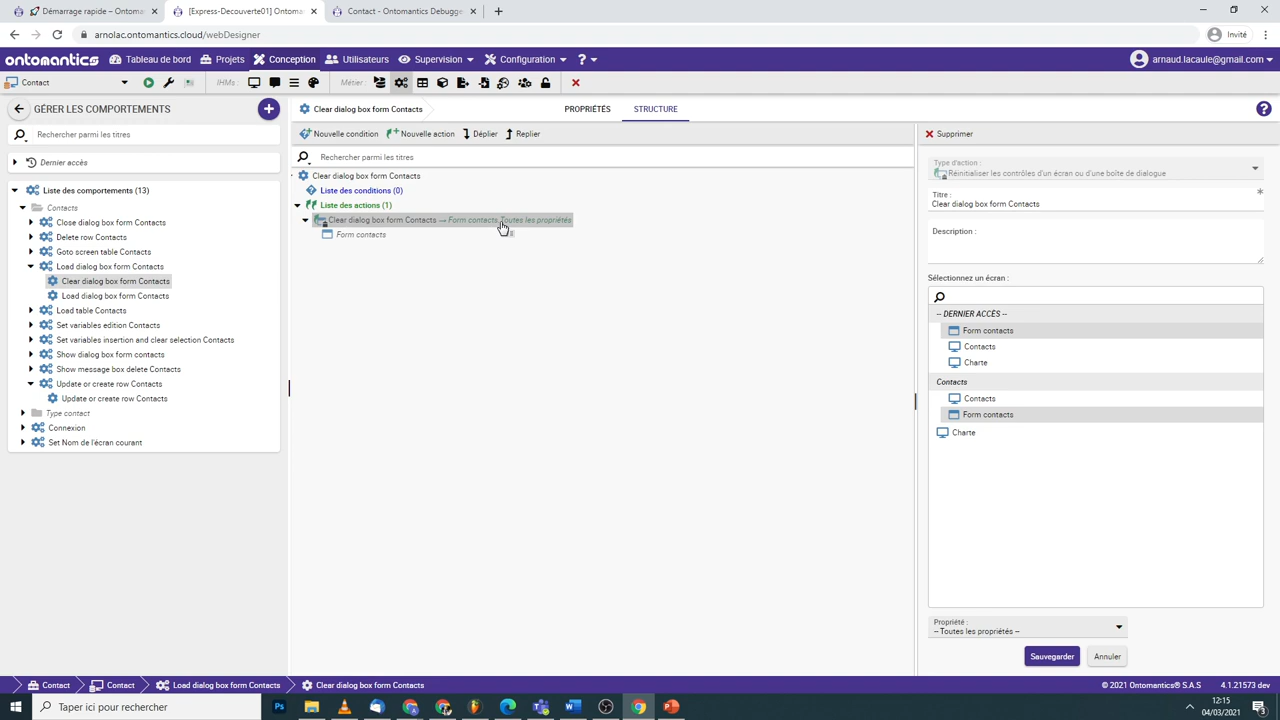 Démarrage rapide – Ontoma
[Express-Decouverte01] Ontoma
Contact - Ontomantics Debugge
arnolac.ontomantics.cloud/webDesigner
Invité
ontomantics
Tableau de bord
Projets
Conception
Utilisateurs
Supervision
Configuration
?
arnaud.lacaule@gmail.com
Contact
IHMs :
Métier :
GÉRER LES COMPORTEMENTS
Rechercher parmi les titres
Dernier accès
Liste des comportements (13)
Contacts
Close dialog box form Contacts
Delete row Contacts
Goto screen table Contacts
Load dialog box form Contacts
Clear dialog box form Contacts
Load dialog box form Contacts
Load table Contacts
Set variables edition Contacts
Set variables insertion and clear selection Contacts
Show dialog box form contacts
Show message box delete Contacts
Update or create row Contacts
Update or create row Contacts
Type contact
Connexion
Set Nom de l'écran courant
Clear dialog box form Contacts
PROPRIÉTÉS
STRUCTURE
?
Nouvelle condition
Nouvelle action
Déplier
Replier
Rechercher parmi les titres
Clear dialog box form Contacts
Liste des conditions (0)
Liste des actions (1)
Clear dialog box form Contacts → Form contacts Toutes les propriétés
Form contacts
Supprimer
Type d'action :
Réinitialiser les contrôles d'un écran ou d'une boîte de dialogue
Titre :
Clear dialog box form Contacts
*
Description :
Sélectionnez un écran :
-- DERNIER ACCÈS --
Form contacts
Contacts
Charte
Contacts
Contacts
Form contacts
Charte
Propriété :
-- Toutes les propriétés --
Sauvegarder
Annuler
Contact
Contact
Load dialog box form Contacts
Clear dialog box form Contacts
© 2021 Ontomantics® S.A.S
4.1.21573 dev
Taper ici pour rechercher
12:15
04/03/2021